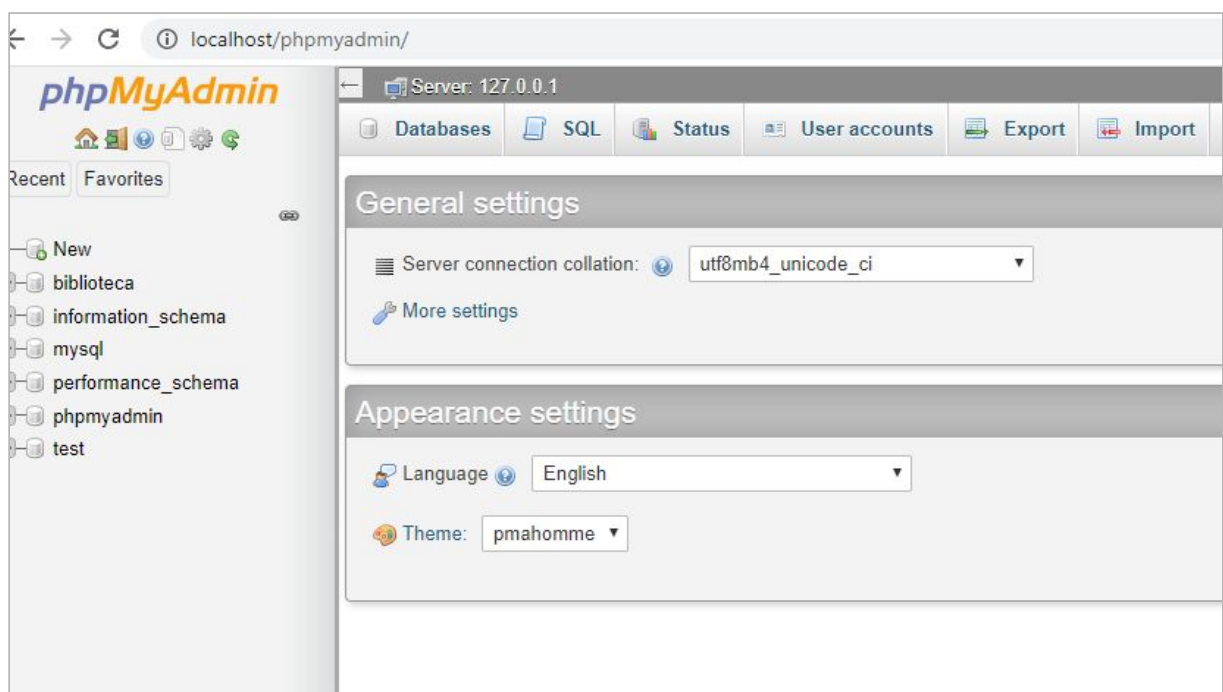 localhost/phpmyadmin/
phpMyAdmin
Server: 127.0.0.1
Databases SQL Status User accounts Export Import
Recent Favorites
New
biblioteca
information_schema
mysql
performance_schema
phpmyadmin
test
General settings
Server connection collation: utf8mb4_unicode_ci
More settings
Appearance settings
Language English
Theme: pmahomme